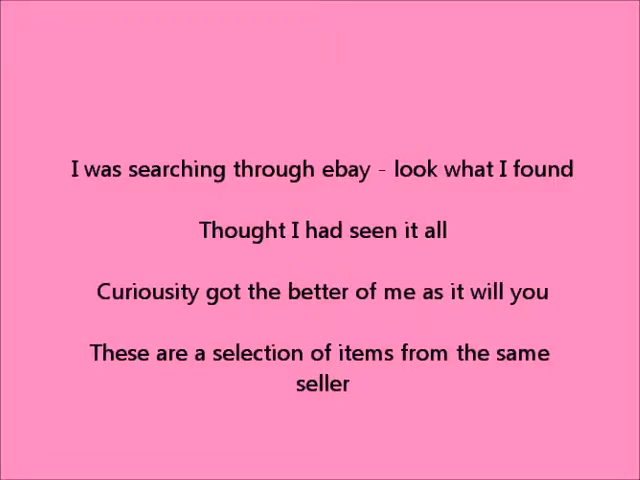 I was searching through ebay - look what I found
Thought I had seen it all
Curiousity got the better of me as it will you
These are a selection of items from the same
seller